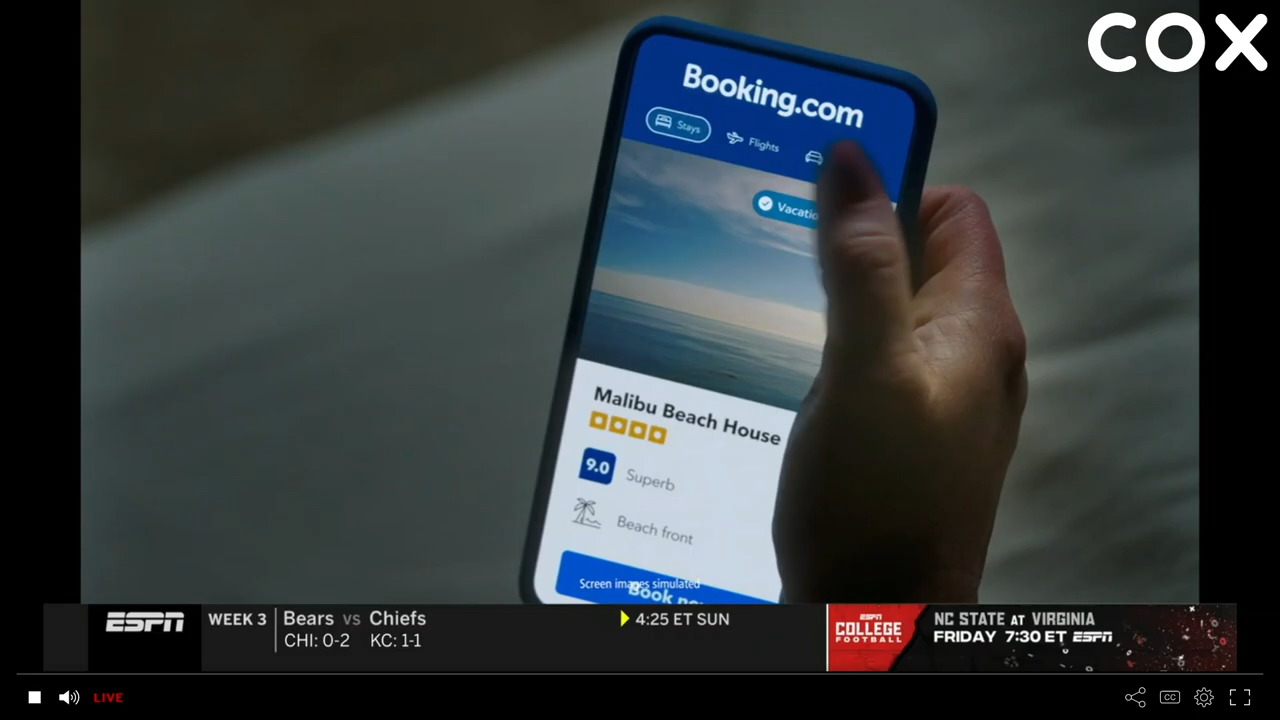 COX
Booking.com
Stays
Flights
Malibu Beach House
9.0
Superb
Beach front
Screen images simulated
Book
ESPN
WEEK 3
Bears vs Chiefs
CHI: 0-2 KC: 1-1
4:25 ET SUN
ESPN
COLLEGE
FOOTBALL
NC STATE AT VIRGINIA
FRIDAY 7:30 ET ESPN
LIVE
CC